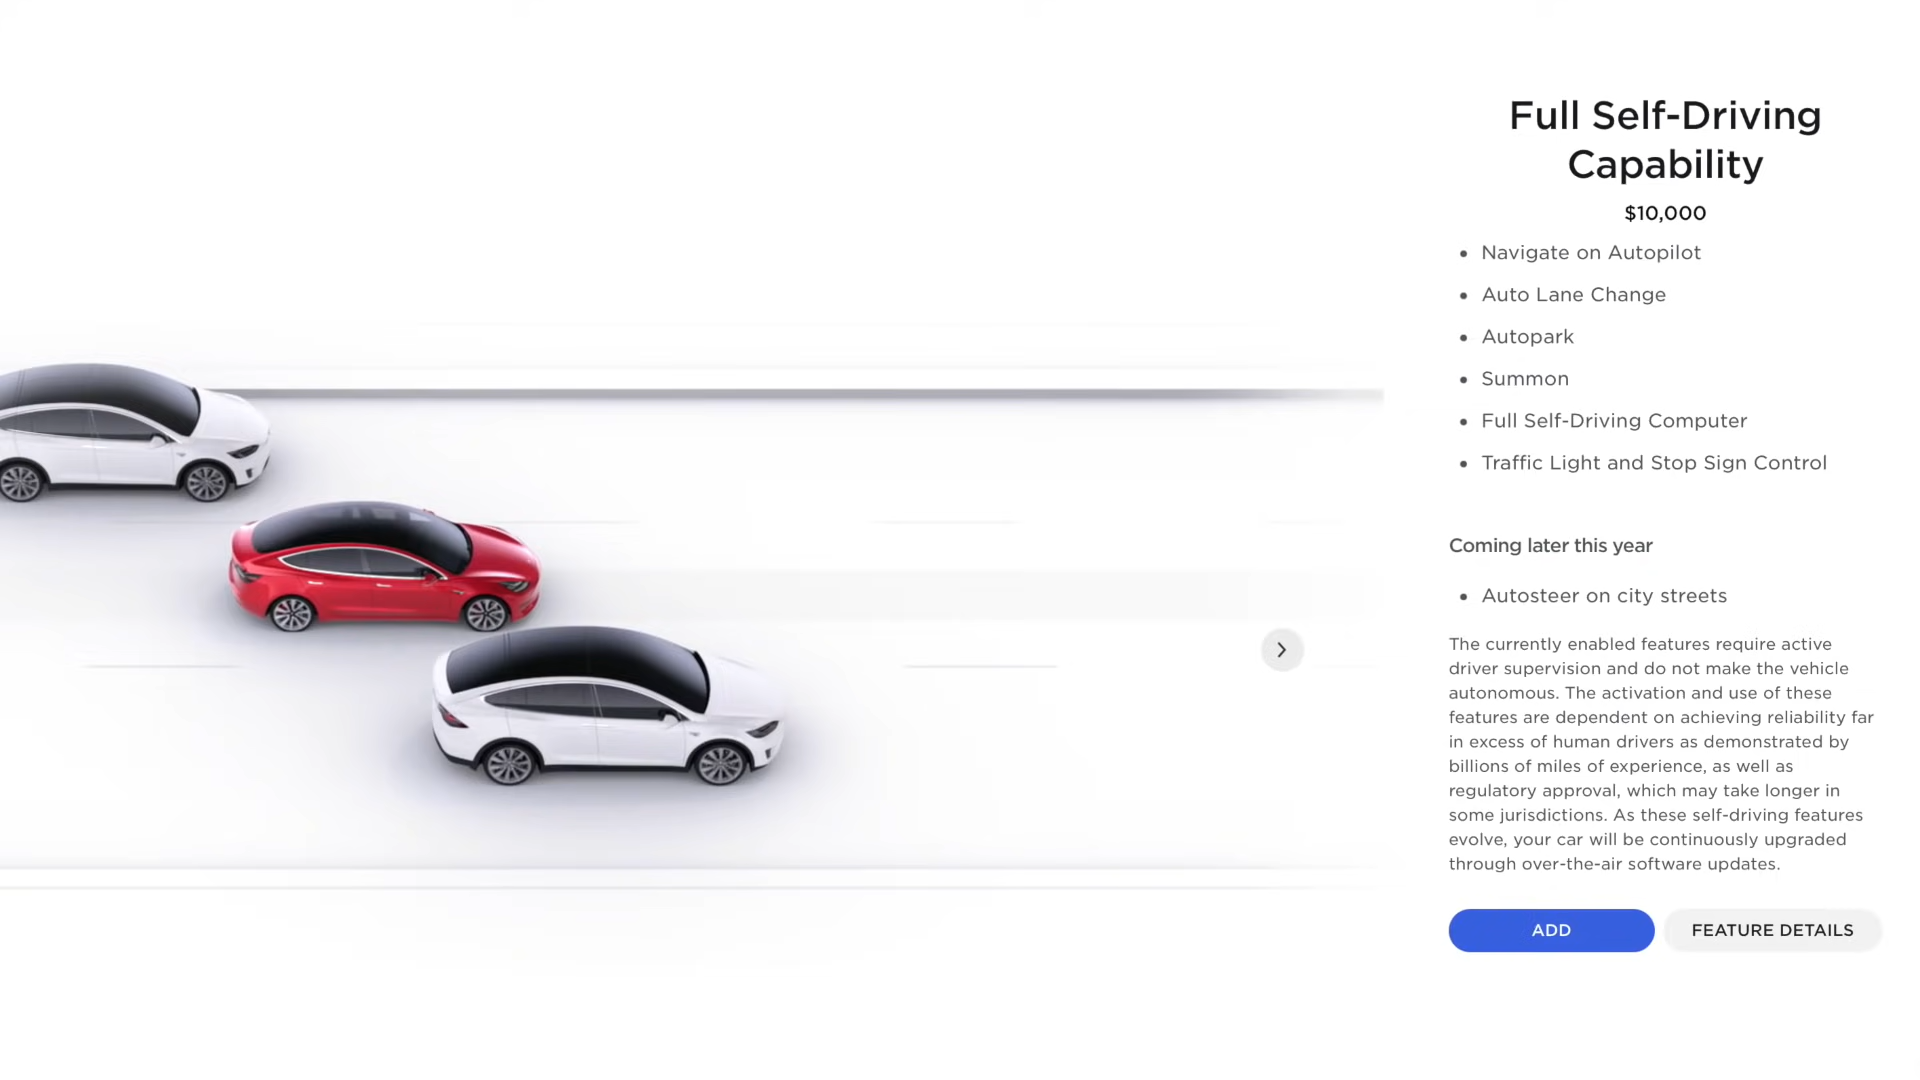 Full Self-Driving
Capability
$10,000
• Navigate on Autopilot
• Auto Lane Change
• Autopark
• Summon
• Full Self-Driving Computer
• Traffic Light and Stop Sign Control
Coming later this year
• Autosteer on city streets
The currently enabled features require active
driver supervision and do not make the vehicle
autonomous. The activation and use of these
features are dependent on achieving reliability far
in excess of human drivers as demonstrated by
billions of miles of experience, as well as
regulatory approval, which may take longer in
some jurisdictions. As these self-driving features
evolve, your car will be continuously upgraded
through over-the-air software updates.
ADD
FEATURE DETAILS